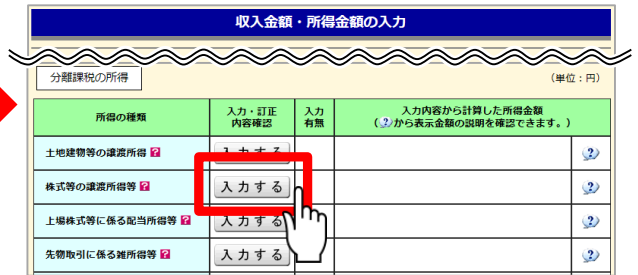 収入金額・所得金額の入力
分離課税の所得
(単位:円)
所得の種類
入力・訂正
内容確認
入力
有無
入力内容から計算した所得金額
(?から表示金額の説明を確認できます。)
土地建物等の譲渡所得 ? 入力する ?
株式等の譲渡所得等 ? 入力する ?
上場株式等に係る配当所得等 ? 入力する ?
先物取引に係る雑所得等 ? 入力する ?